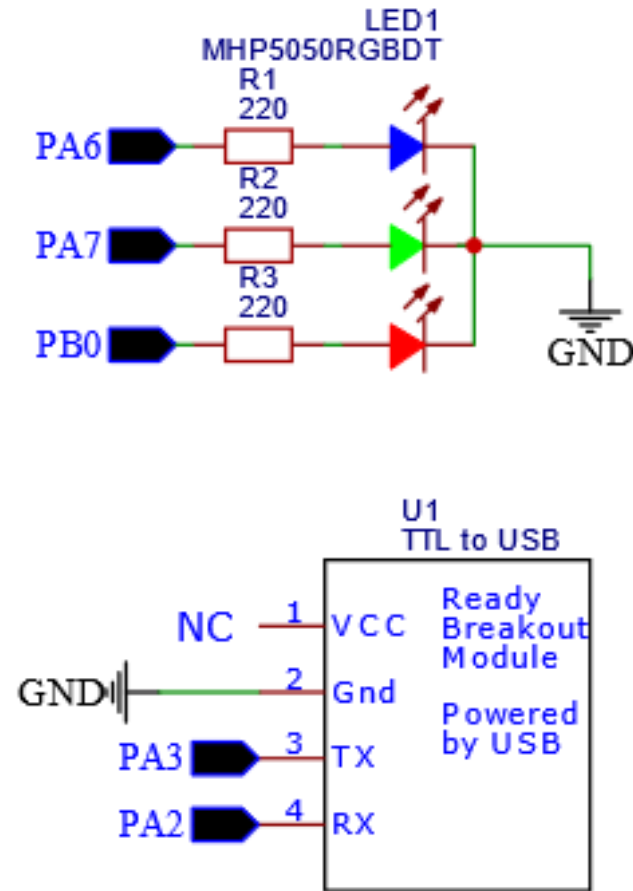 LED1
MHP5050RGBDT
R1
220
PA6
R2
220
PA7
R3
220
PB0
GND
U1
TTL to USB
NC
1
VCC
Ready
Breakout
Module
GND
2
Gnd
Powered
by USB
PA3
3
TX
PA2
4
RX